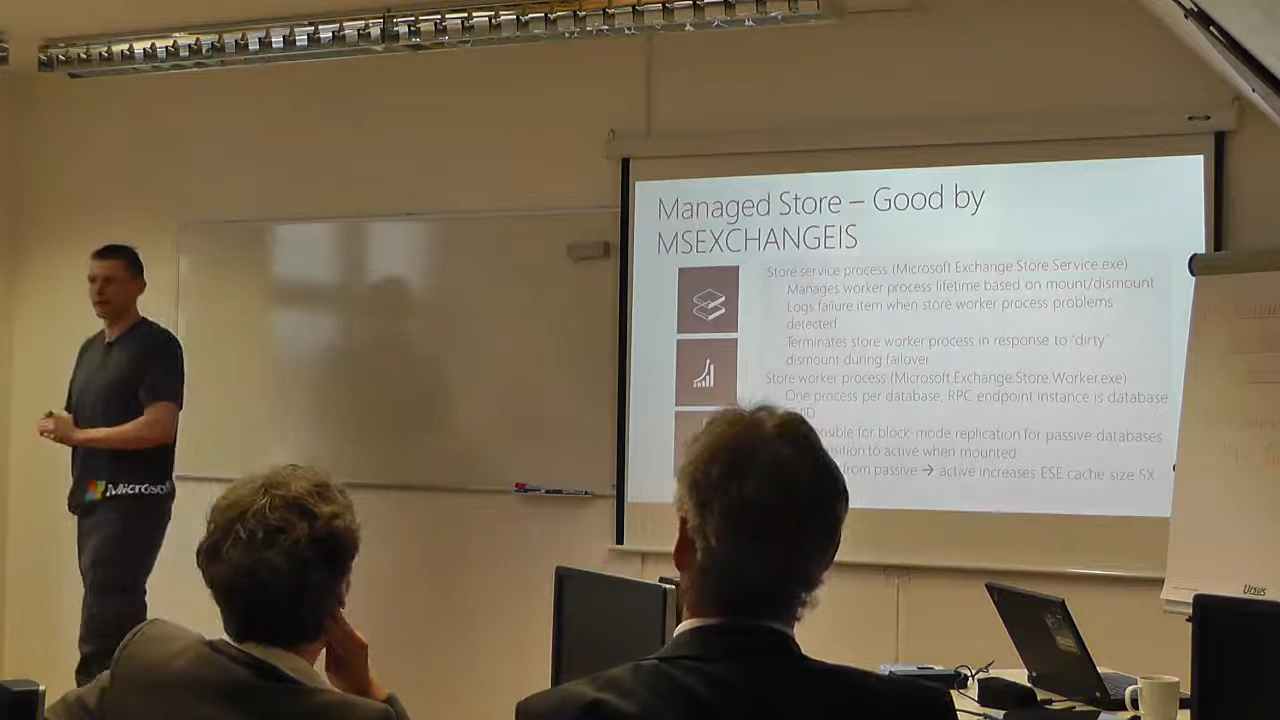 Managed Store – Good by
MSEXCHANGEIS
Store service process (Microsoft.Exchange.Store.Service.exe)
Manages worker process lifetime based on mount/dismount
Logs failure item when store worker process problems
detected
Terminates store worker process in response to "dirty"
dismount during failover
Store worker process (Microsoft.Exchange.Store.Worker.exe)
One process per database, RPC endpoint instance is database
for block-mode replication for passive databases
to active when mounted
from passive → active increases ESE cache size 5X
Microsoft
Ursus